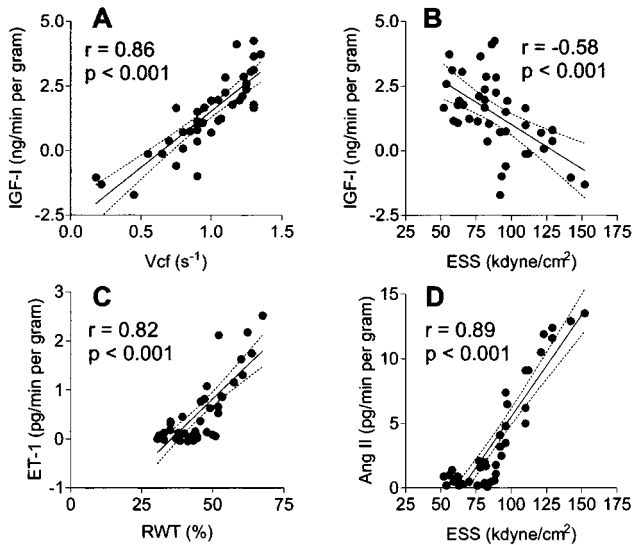 A
r = 0.86
p < 0.001
IGF-I (ng/min per gram)
5.0
2.5
0.0
-2.5
0.0
0.5
1.0
1.5
Vcf (s⁻¹)
B
r = -0.58
p < 0.001
IGF-I (ng/min per gram)
5.0
2.5
0.0
-2.5
25
50
75
100
125
150
175
ESS (kdyne/cm²)
C
r = 0.82
p < 0.001
ET-1 (pg/min per gram)
3
2
1
0
-1
0
25
50
75
RWT (%)
D
r = 0.89
p < 0.001
Ang II (pg/min per gram)
15
10
5
0
25
50
75
100
125
150
175
ESS (kdyne/cm²)